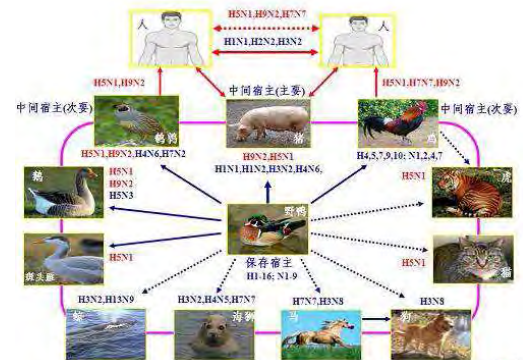 人
H5N1,H9N2,H7N7
H1N1,H2N2,H3N2
人
H5N1,H9N2
中间宿主(主要)
H5N1,H7N7,H9N2
中间宿主(次要)
中间宿主(次要)
鹌鹑
猪
鸡
H5N1,H9N2,H4N6,H7N2
H9N2,H5N1
H1N1,H1N2,H3N2,H4N6,
H4,5,7,9,10; N1,2,4,7
鹅
H5N1
H9N2
H5N3
H5N1
虎
野鸭
保存宿主
H1-16; N1-9
斑头雁
H5N1
H5N1
猫
H3N2,H13N9
H3N2,H4N5,H7N7
H7N7,H3N8
H3N8
鲸
海狮
马
狗